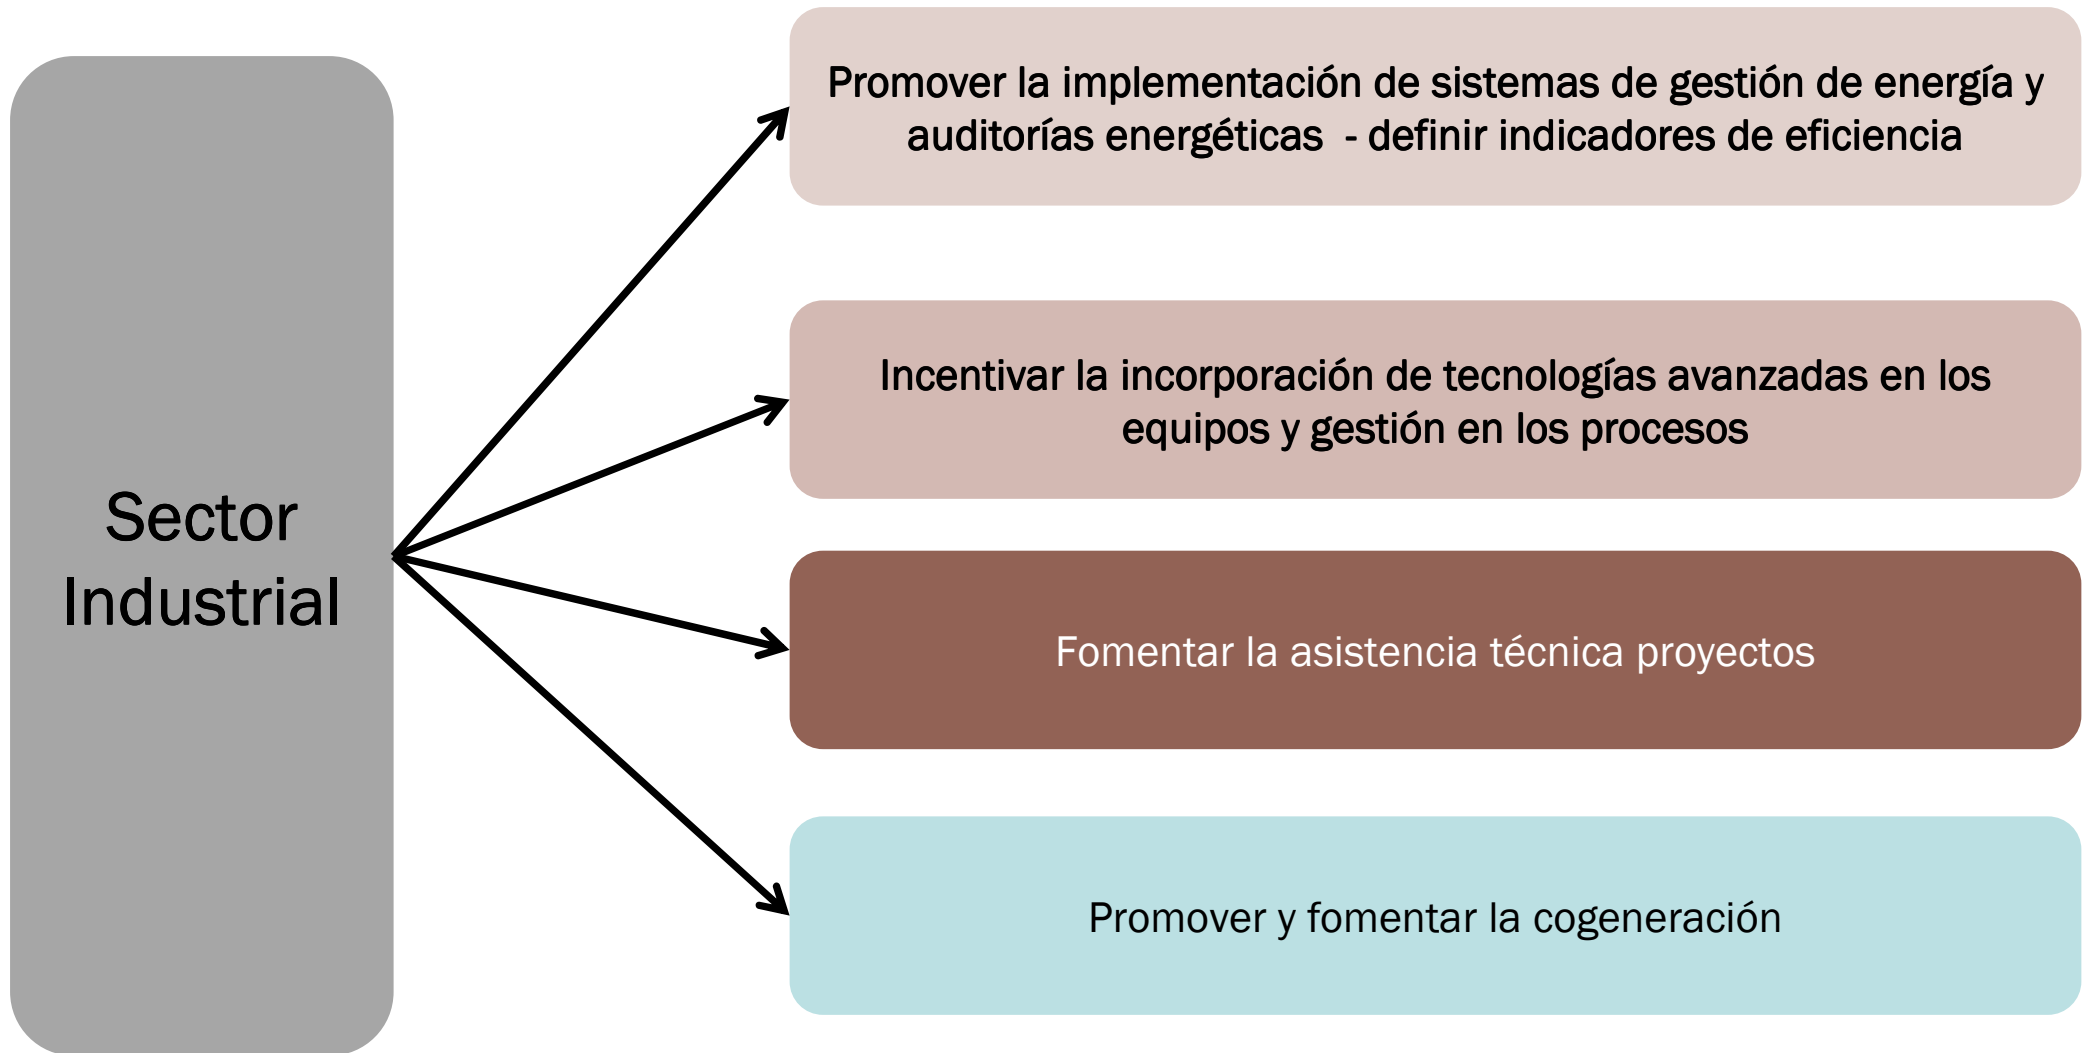 Sector
Industrial
Promover la implementación de sistemas de gestión de energía y
auditorías energéticas  - definir indicadores de eficiencia
Incentivar la incorporación de tecnologías avanzadas en los
equipos y gestión en los procesos
Fomentar la asistencia técnica proyectos
Promover y fomentar la cogeneración